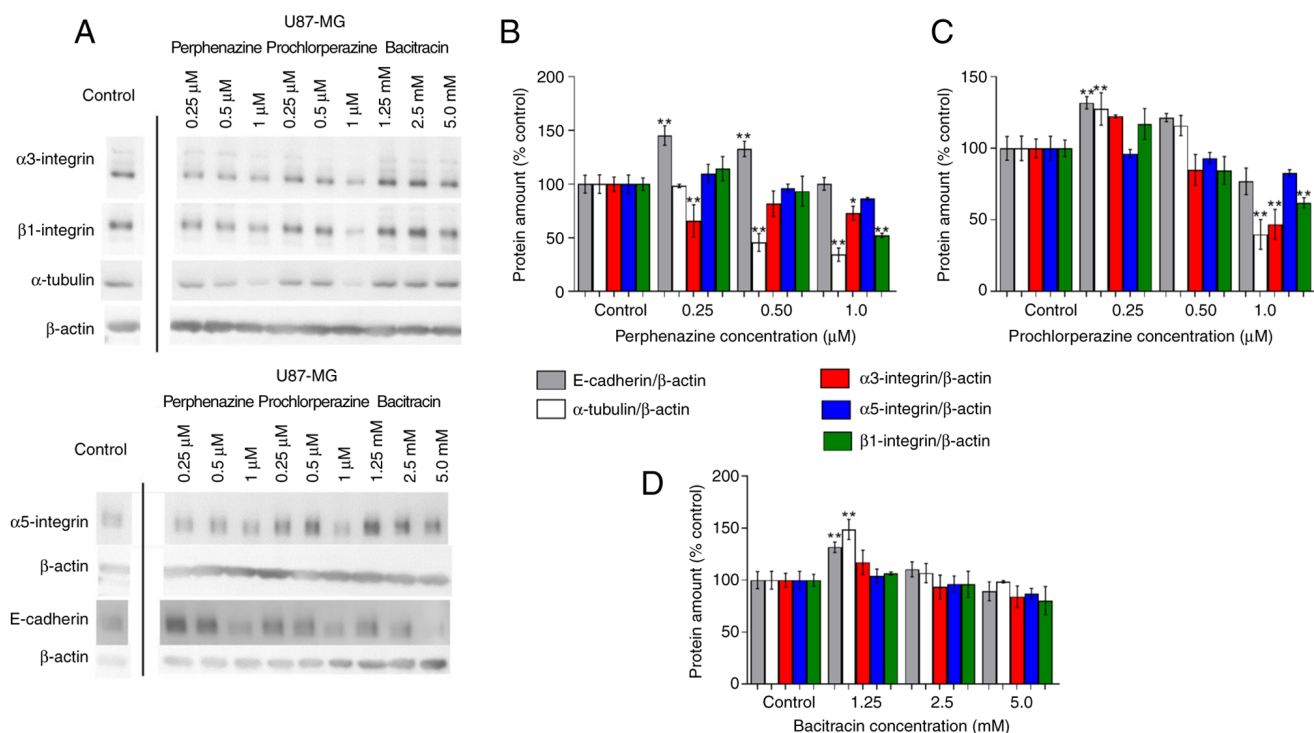 A
U87-MG
Perphenazine Prochlorperazine Bacitracin
Control
0.25 μM
0.5 μM
1 μM
0.25 μM
0.5 μM
1 μM
1.25 mM
2.5 mM
5.0 mM
α3-integrin
β1-integrin
α-tubulin
β-actin
U87-MG
Perphenazine Prochlorperazine Bacitracin
Control
0.25 μM
0.5 μM
1 μM
0.25 μM
0.5 μM
1 μM
1.25 mM
2.5 mM
5.0 mM
α5-integrin
β-actin
E-cadherin
β-actin
B
Protein amount (% control)
200
150
100
50
0
**
**
**
**
**
*
**
Control 0.25 0.50 1.0
Perphenazine concentration (μM)
C
Protein amount (% control)
150
100
50
0
** **
**
**
**
Control 0.25 0.50 1.0
Prochlorperazine concentration (μM)
E-cadherin/β-actin
α-tubulin/β-actin
α3-integrin/β-actin
α5-integrin/β-actin
β1-integrin/β-actin
D
Protein amount (% control)
200
150
100
50
0
**
**
Control 1.25 2.5 5.0
Bacitracin concentration (mM)